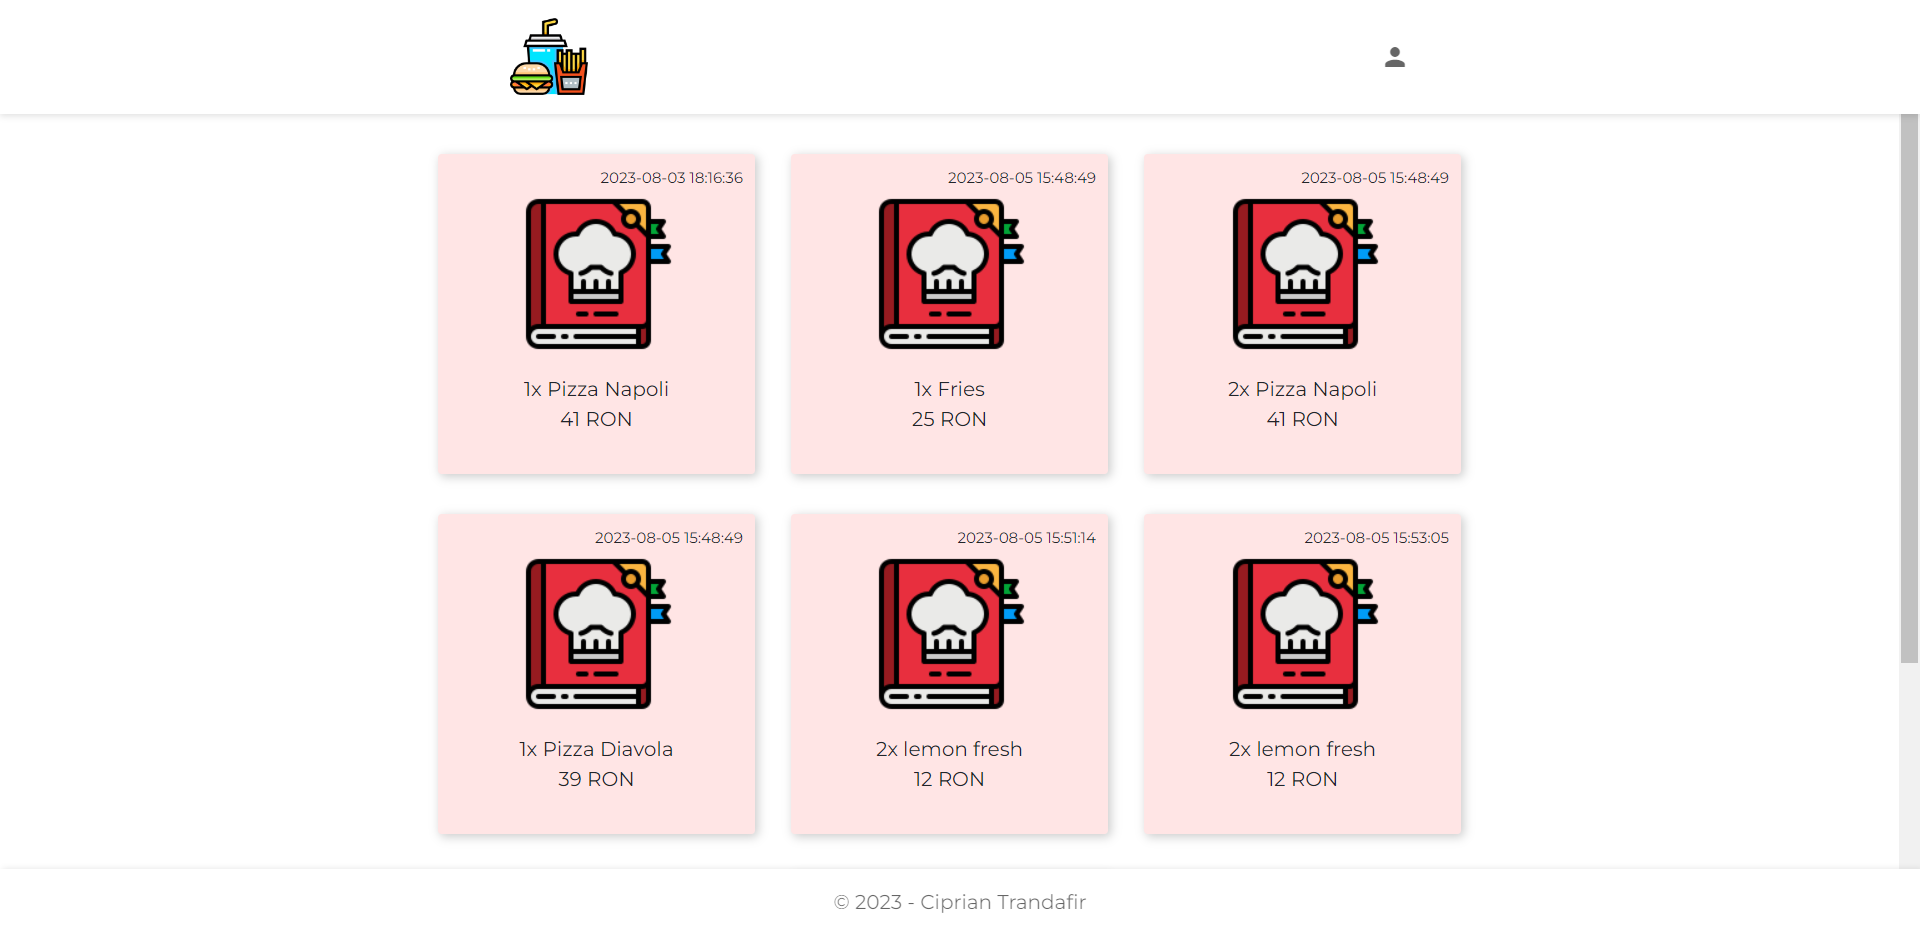 2023-08-03 18:16:36
1x Pizza Napoli
41 RON
2023-08-05 15:48:49
1x Fries
25 RON
2023-08-05 15:48:49
2x Pizza Napoli
41 RON
2023-08-05 15:48:49
1x Pizza Diavola
39 RON
2023-08-05 15:51:14
2x lemon fresh
12 RON
2023-08-05 15:53:05
2x lemon fresh
12 RON
© 2023 - Ciprian Trandafir